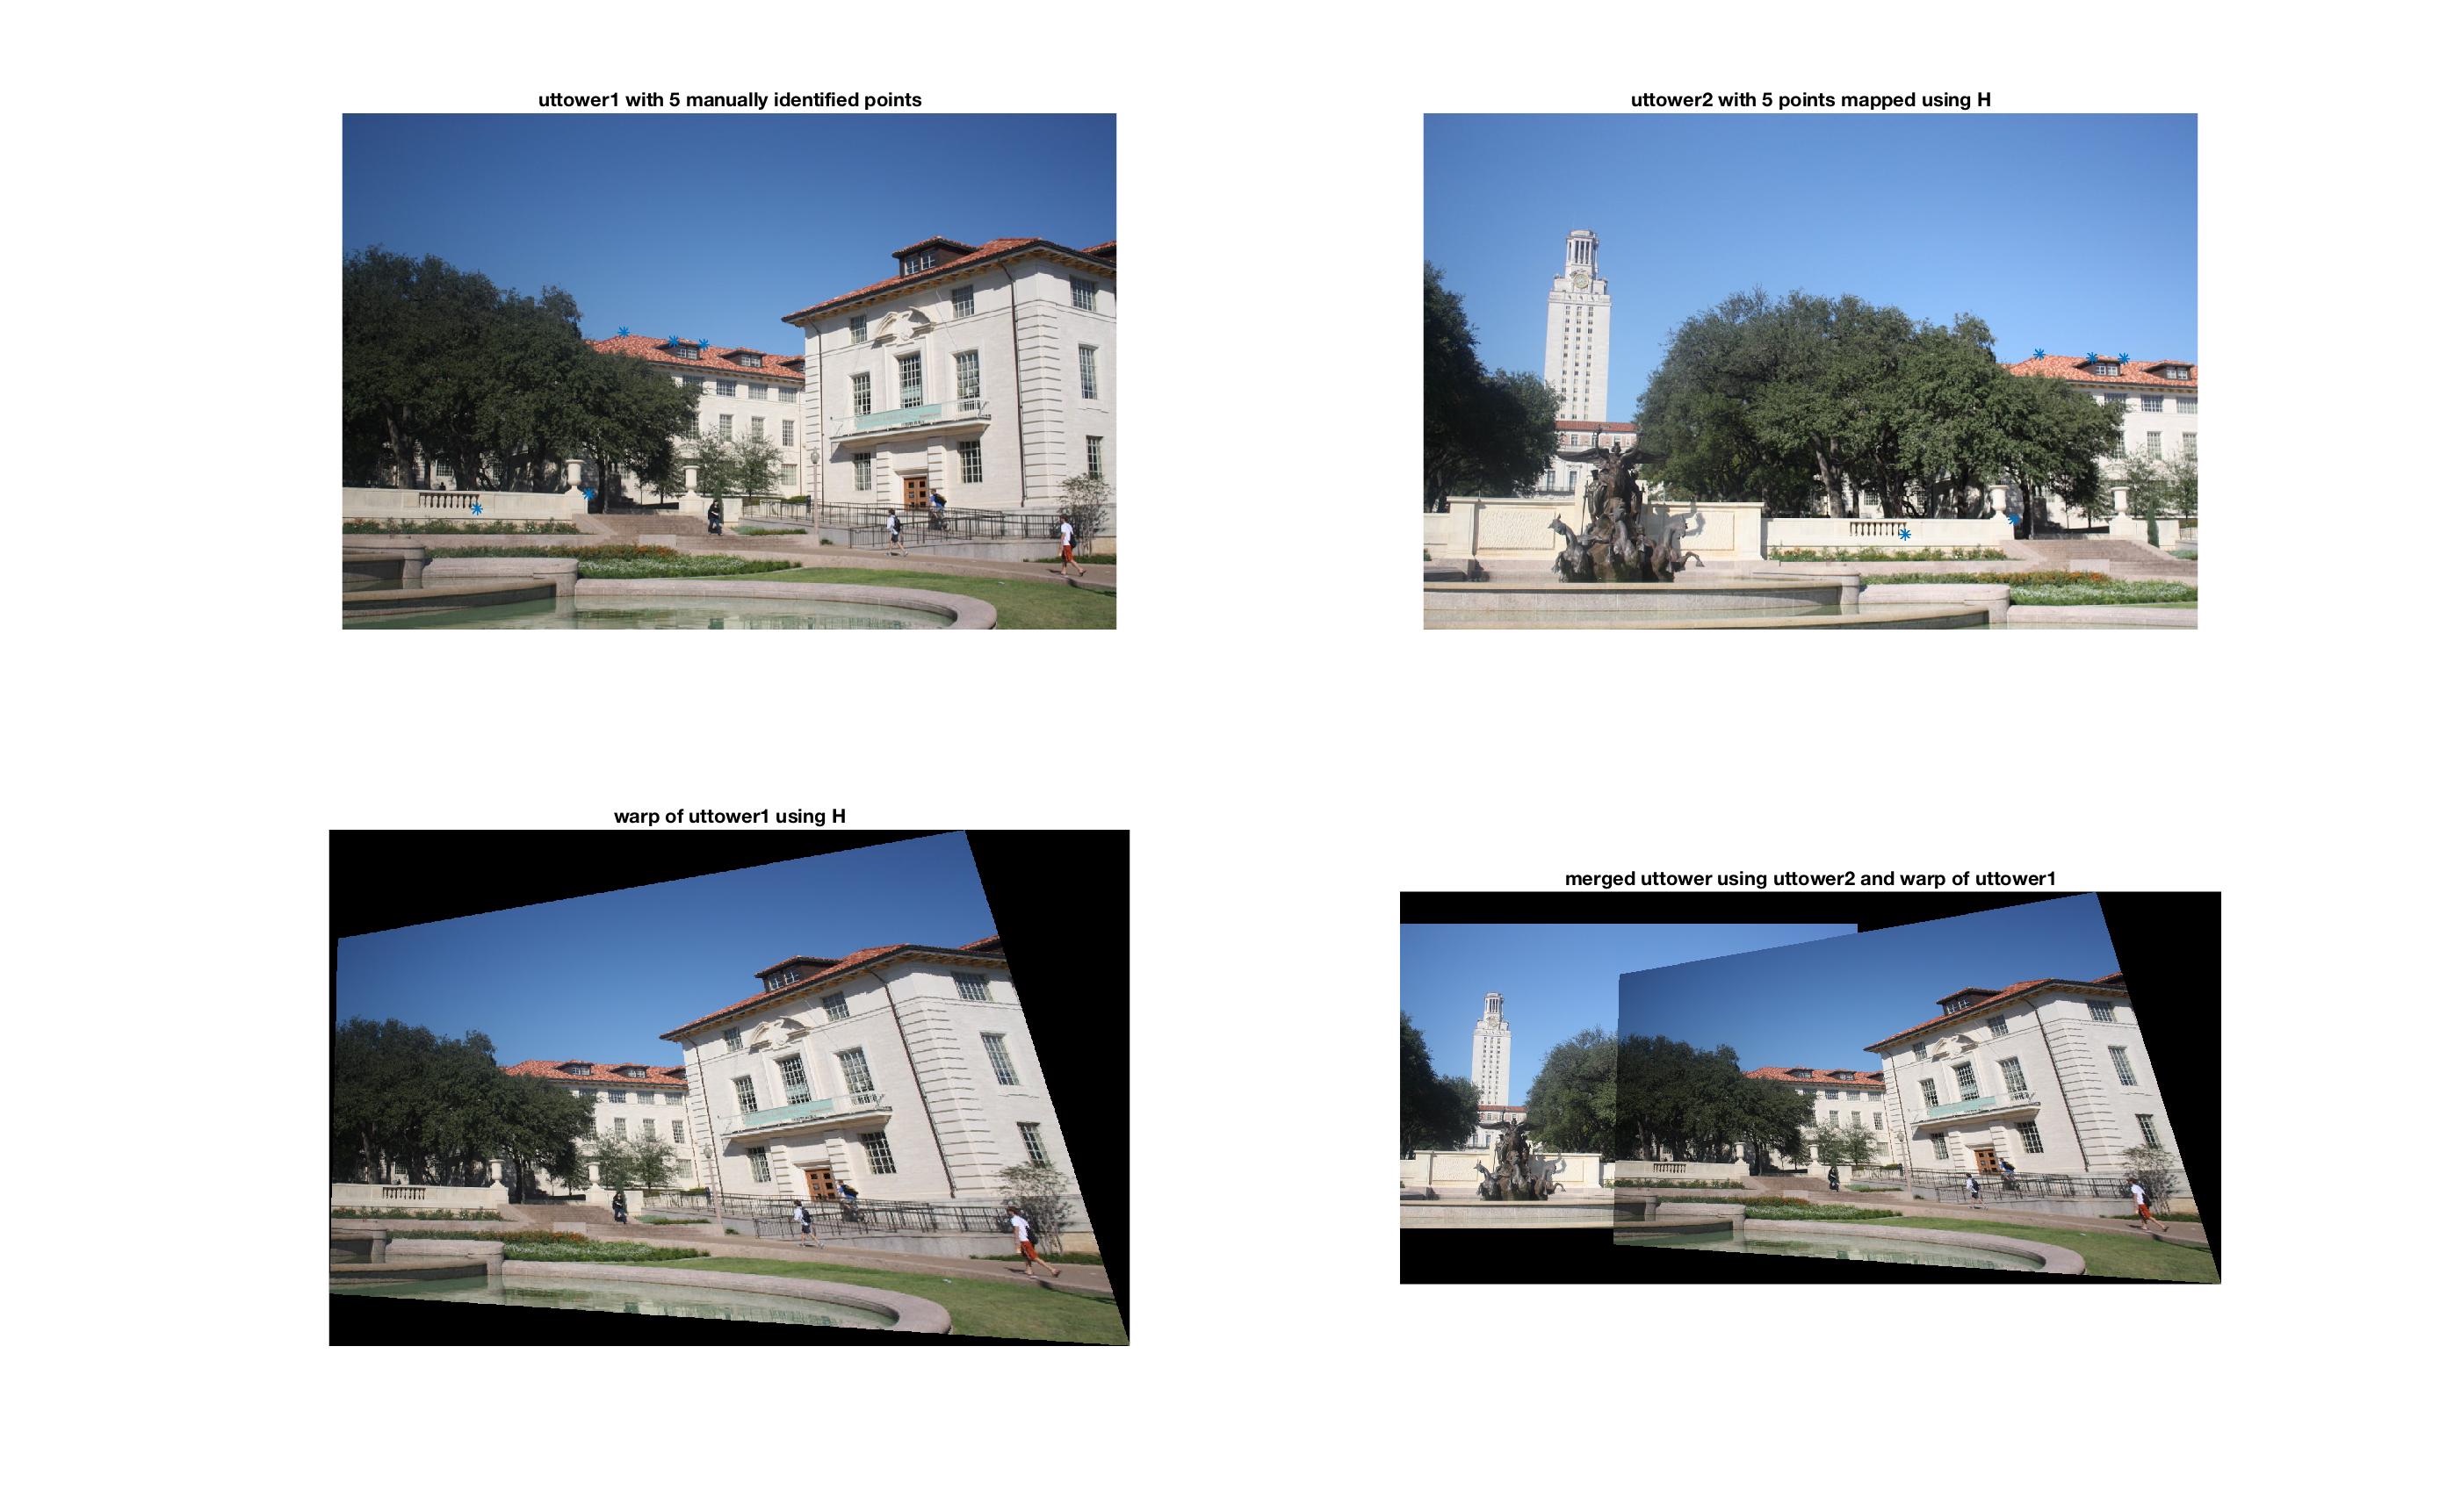 uttower1 with 5 manually identified points
uttower2 with 5 points mapped using H
warp of uttower1 using H
merged uttower using uttower2 and warp of uttower1